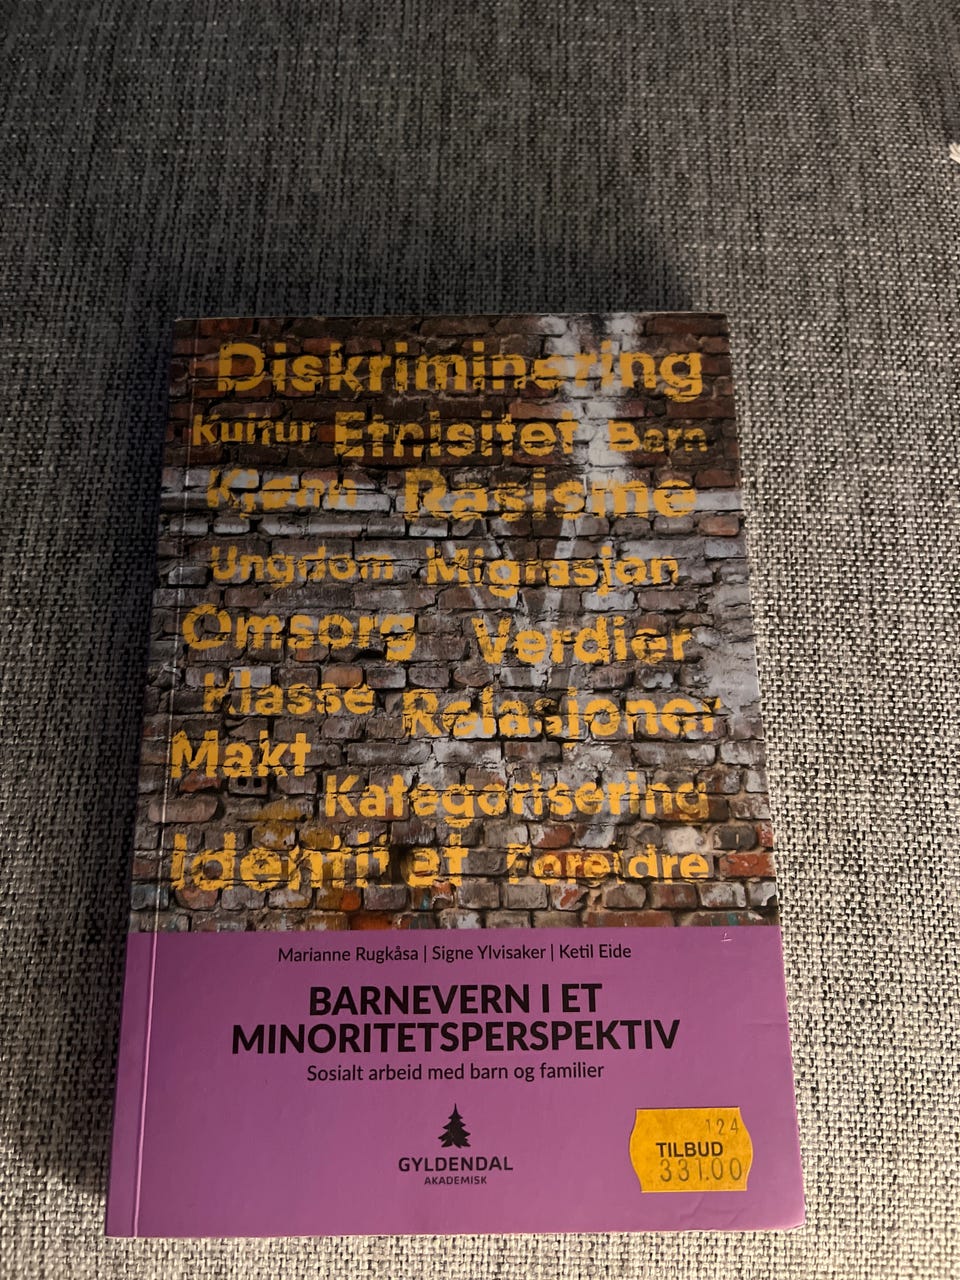 Diskriminering
Kultur Etnisitet Barn
Kjønn Rasisme
Ungdom Migrasjon
Omsorg Verdier
Klasse Relasjoner
Makt
Kategorisering
Identitet Foreldre
Marianne Rugkåsa | Signe Ylvisaker | Ketil Eide
BARNEVERN I ET
MINORITETSPERSPEKTIV
Sosialt arbeid med barn og familier
GYLDENDAL
AKADEMISK
124
TILBUD
331.00